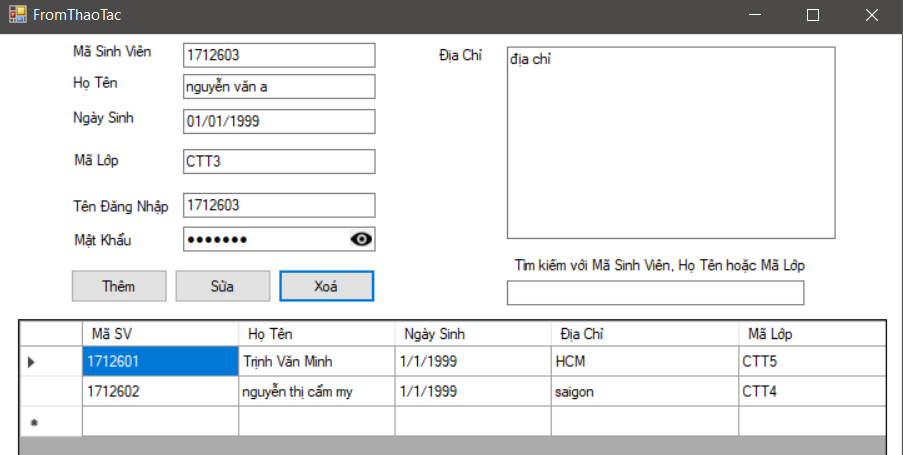 FromThaoTac
Mã Sinh Viên 1712603
Họ Tên nguyễn văn a
Ngày Sinh 01/01/1999
Mã Lớp CTT3
Tên Đăng Nhập 1712603
Mật Khẩu •••••••
Thêm Sửa Xoá
Địa Chỉ địa chỉ
Tìm kiếm với Mã Sinh Viên, Họ Tên hoặc Mã Lớp
Mã SV Họ Tên Ngày Sinh Địa Chỉ Mã Lớp
1712601 Trịnh Văn Minh 1/1/1999 HCM CTT5
1712602 nguyễn thị cẩm my 1/1/1999 saigon CTT4